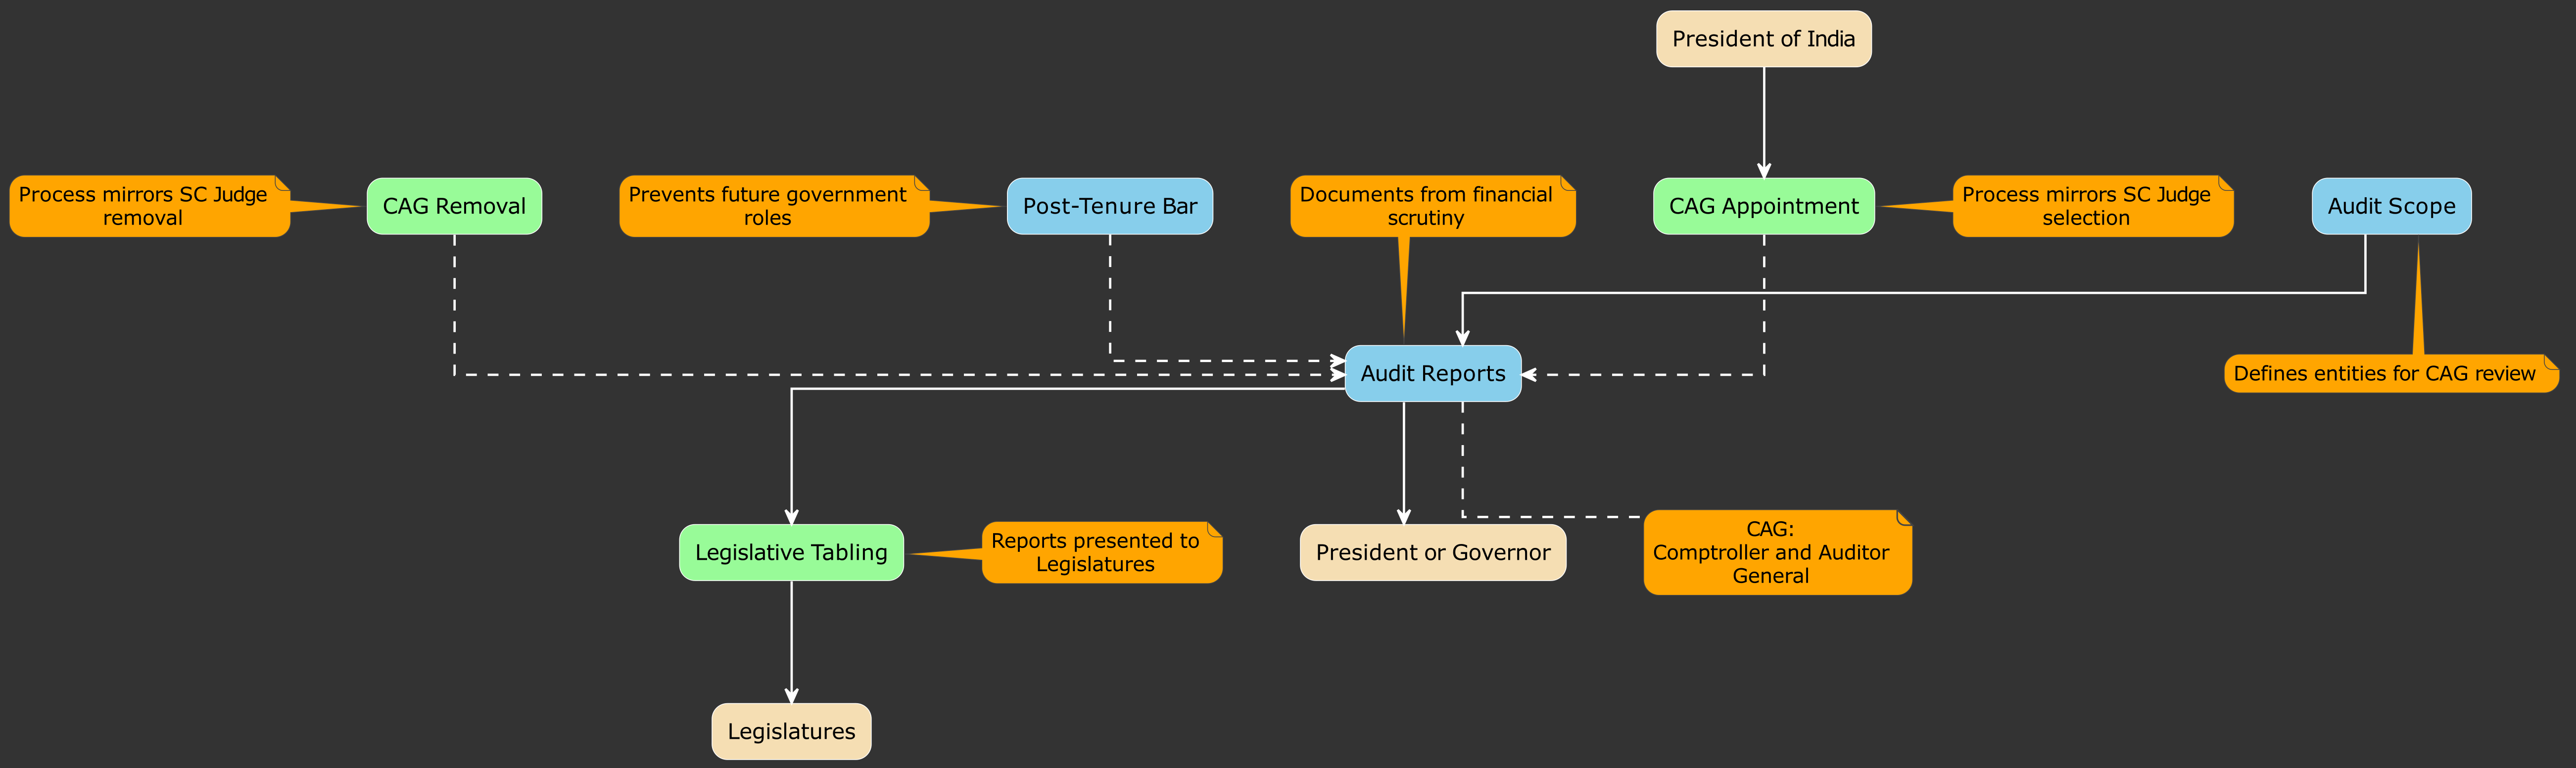 President of India
Process mirrors SC Judge
removal
CAG Removal
Prevents future government
roles
Post-Tenure Bar
Documents from financial
scrutiny
CAG Appointment
Process mirrors SC Judge
selection
Audit Scope
Audit Reports
Defines entities for CAG review
Legislative Tabling
Reports presented to
Legislatures
President or Governor
CAG:
Comptroller and Auditor
General
Legislatures